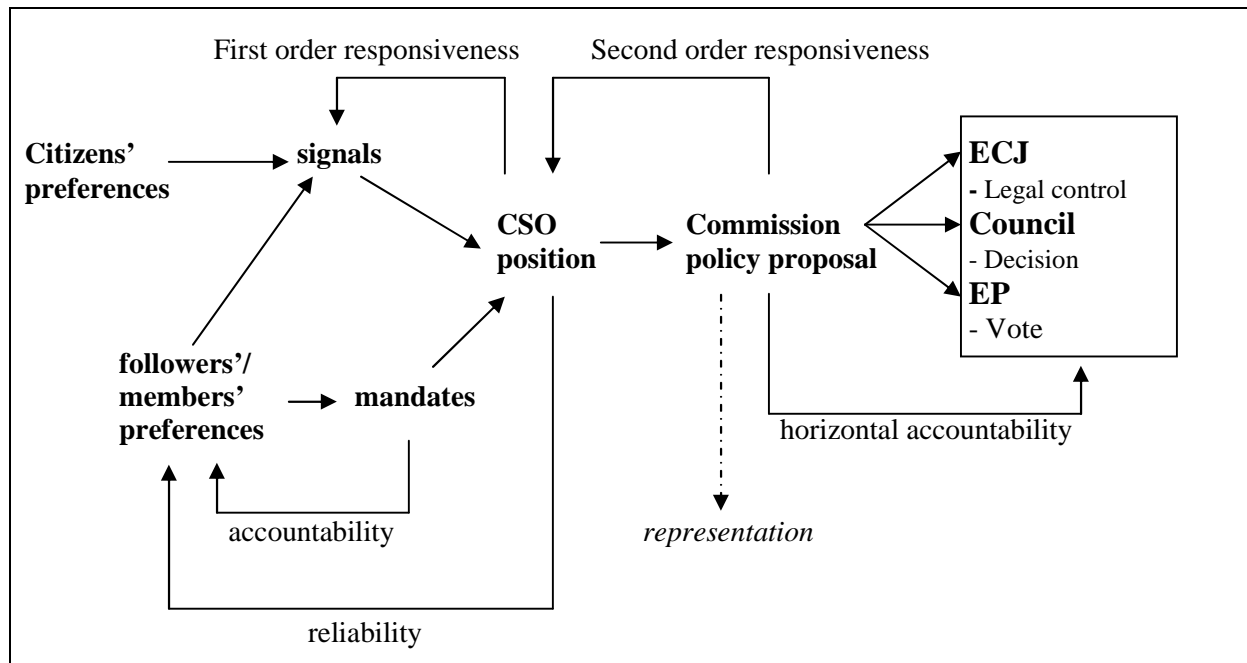 First order responsiveness
Second order responsiveness
Citizens’
preferences
signals
ECJ
- Legal control
Council
- Decision
EP
- Vote
CSO
position
Commission
policy proposal
followers’/
members’
preferences
mandates
horizontal accountability
accountability
representation
reliability